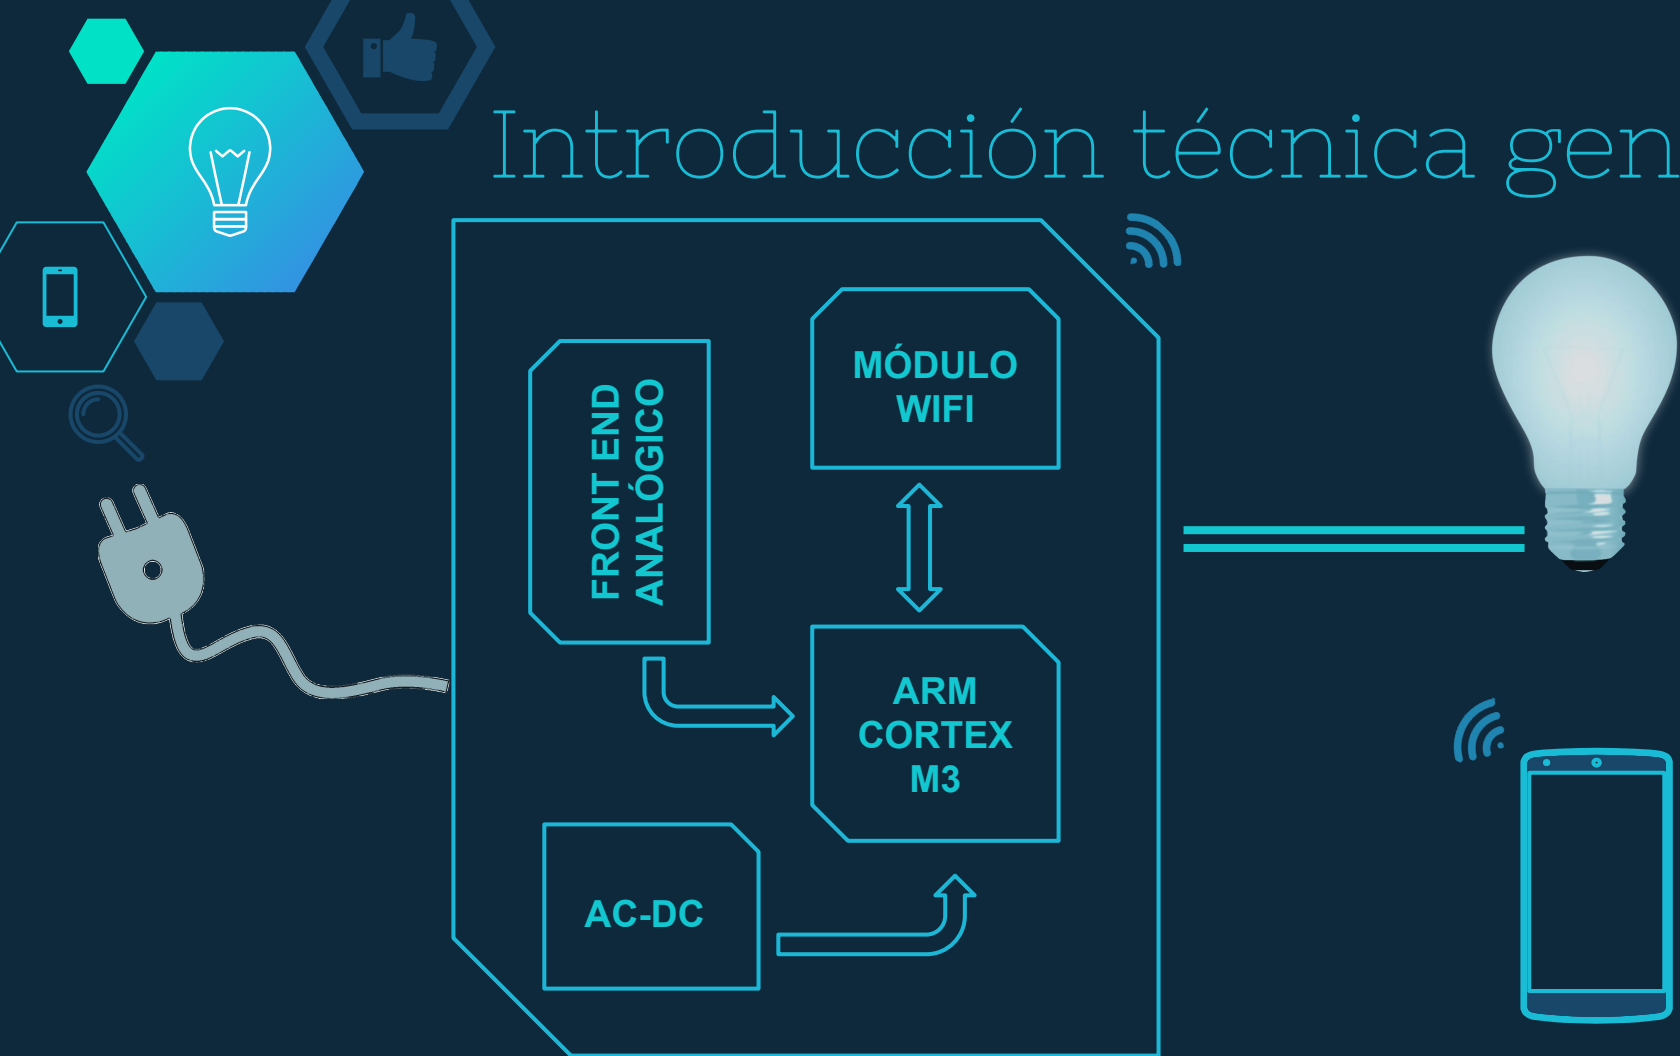 Introducción técnica gen
MÓDULO
WIFI
FRONT END
ANALÓGICO
ARM
CORTEX
M3
AC-DC